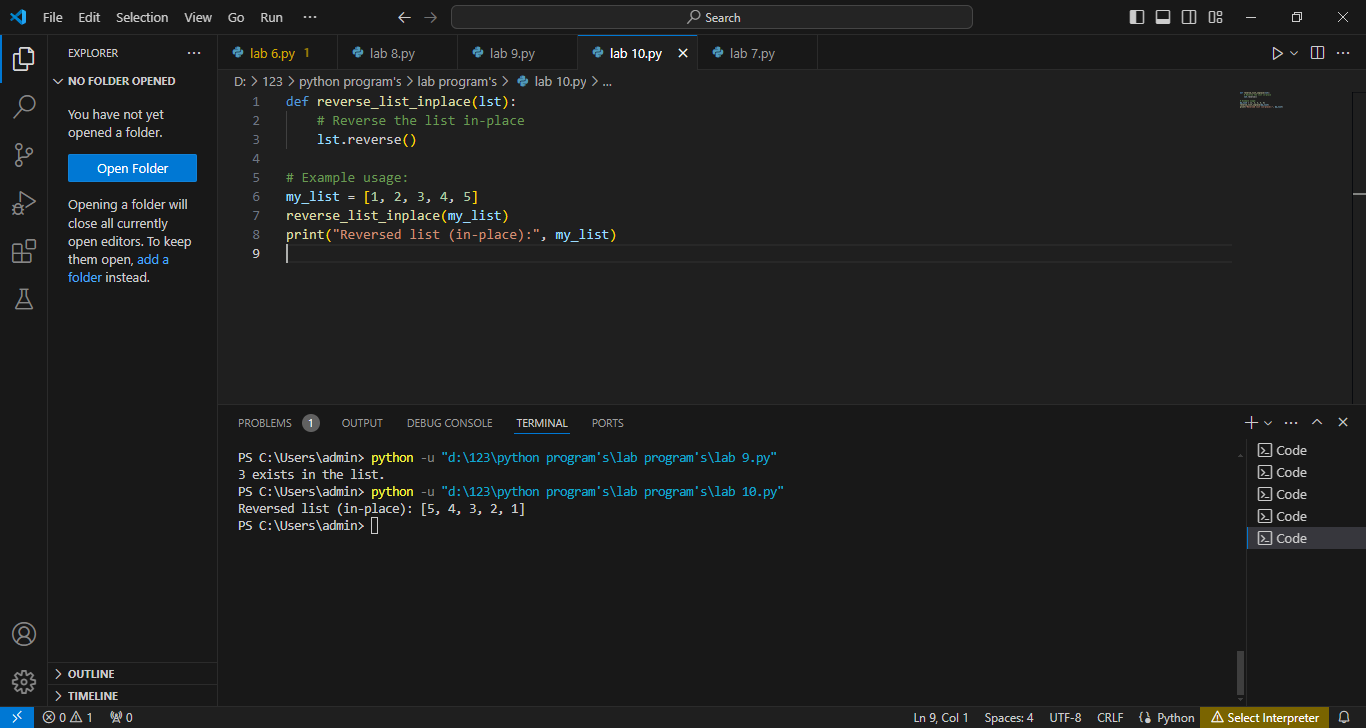 File Edit Selection View Go Run ··· Search
EXPLORER ···
NO FOLDER OPENED
You have not yet
opened a folder.
Open Folder
Opening a folder will
close all currently
open editors. To keep
them open, add a
folder instead.
OUTLINE
TIMELINE
lab 6.py 1 lab 8.py lab 9.py lab 10.py lab 7.py
D: > 123 > python program's > lab program's > lab 10.py > ...
1 def reverse_list_inplace(lst):
2 # Reverse the list in-place
3 lst.reverse()
4
5 # Example usage:
6 my_list = [1, 2, 3, 4, 5]
7 reverse_list_inplace(my_list)
8 print("Reversed list (in-place):", my_list)
9
PROBLEMS 1 OUTPUT DEBUG CONSOLE TERMINAL PORTS
PS C:\Users\admin> python -u "d:\123\python program's\lab program's\lab 9.py"
3 exists in the list.
PS C:\Users\admin> python -u "d:\123\python program's\lab program's\lab 10.py"
Reversed list (in-place): [5, 4, 3, 2, 1]
PS C:\Users\admin>
Code
Code
Code
Code
Code
0 1 0 Ln 9, Col 1 Spaces: 4 UTF-8 CRLF Python Select Interpreter